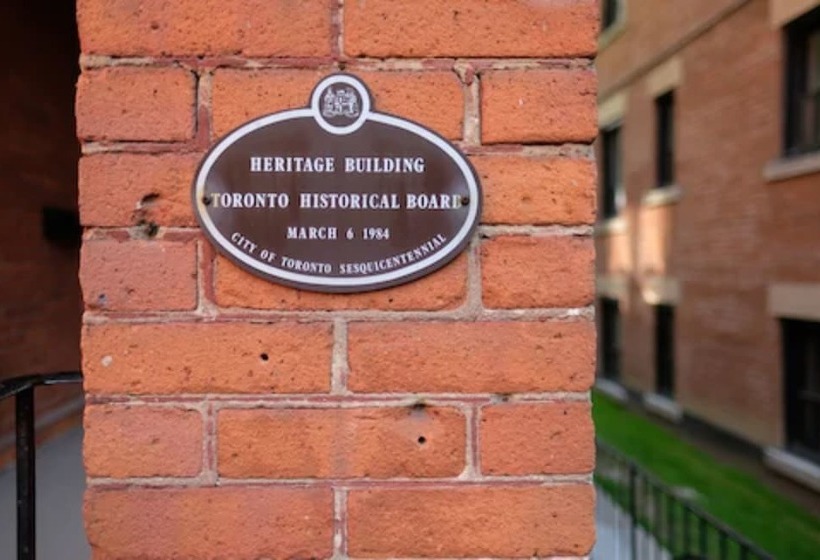 HERITAGE BUILDING
TORONTO HISTORICAL BOARD
MARCH 6 1984
CITY OF TORONTO SESQUICENTENNIAL